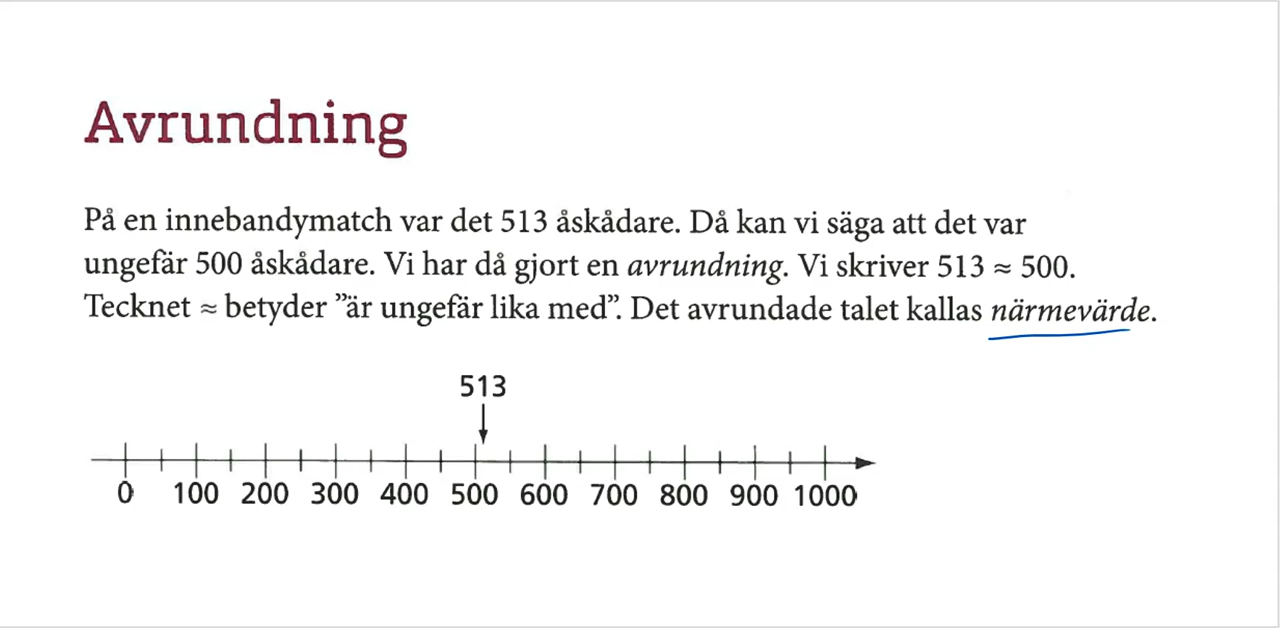 Avrundning
På en innebandymatch var det 513 åskådare. Då kan vi säga att det var
ungefär 500 åskådare. Vi har då gjort en avrundning. Vi skriver 513 ≈ 500.
Tecknet ≈ betyder ”är ungefär lika med”. Det avrundade talet kallas närmevärde.
513
0 100 200 300 400 500 600 700 800 900 1000